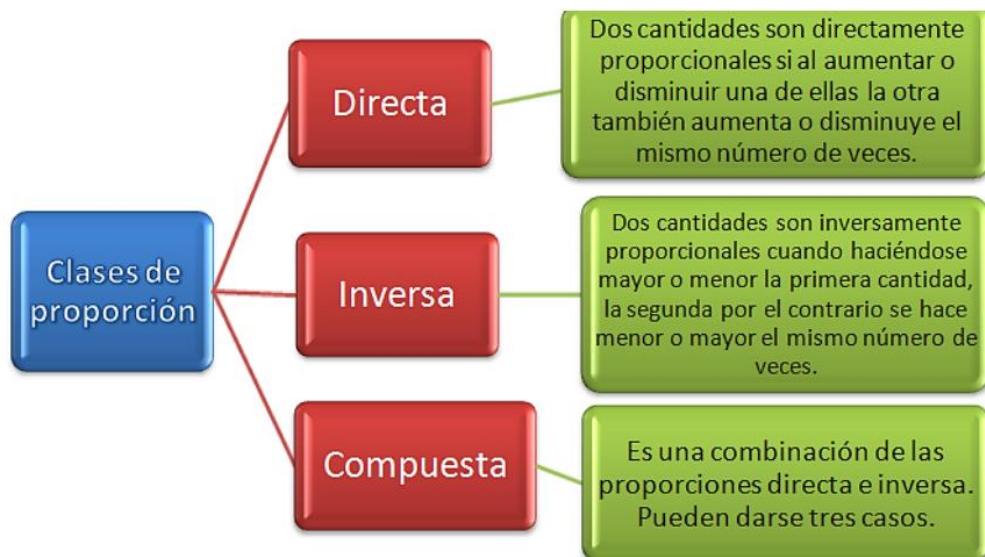 Clases de
proporción
Directa
Dos cantidades son directamente
proporcionales si al aumentar o
disminuir una de ellas la otra
también aumenta o disminuye el
mismo número de veces.
Inversa
Dos cantidades son inversamente
proporcionales cuando haciéndose
mayor o menor la primera cantidad,
la segunda por el contrario se hace
menor o mayor el mismo número de
veces.
Compuesta
Es una combinación de las
proporciones directa e inversa.
Pueden darse tres casos.